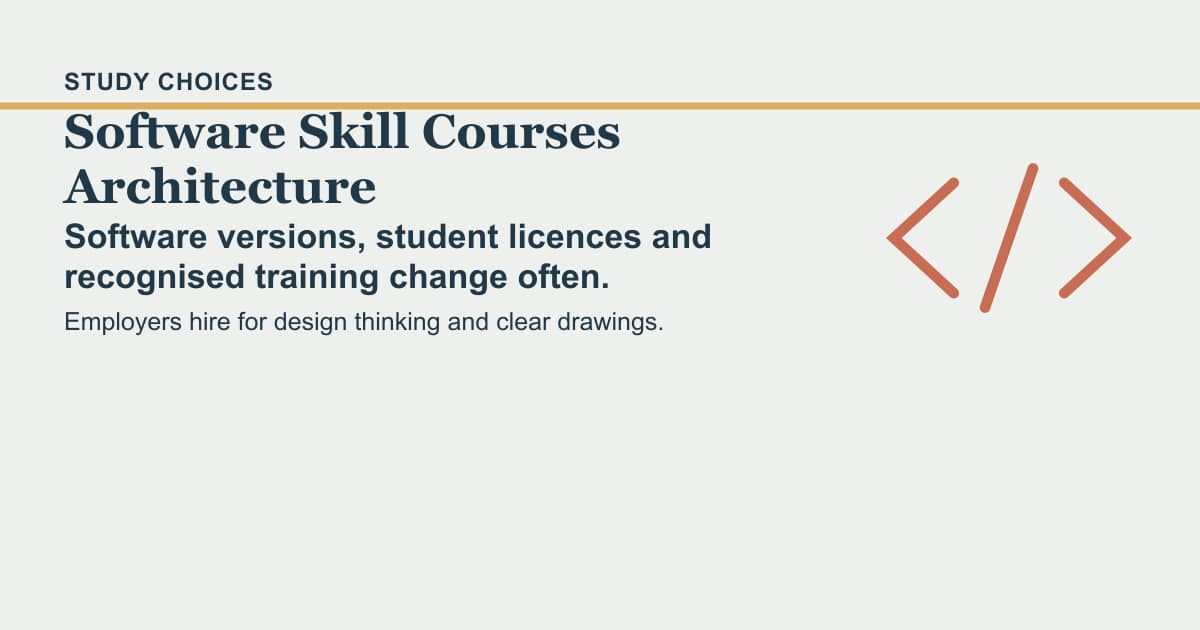 STUDY CHOICES
Software Skill Courses
Architecture
Software versions, student licences and
recognised training change often.
Employers hire for design thinking and clear drawings.